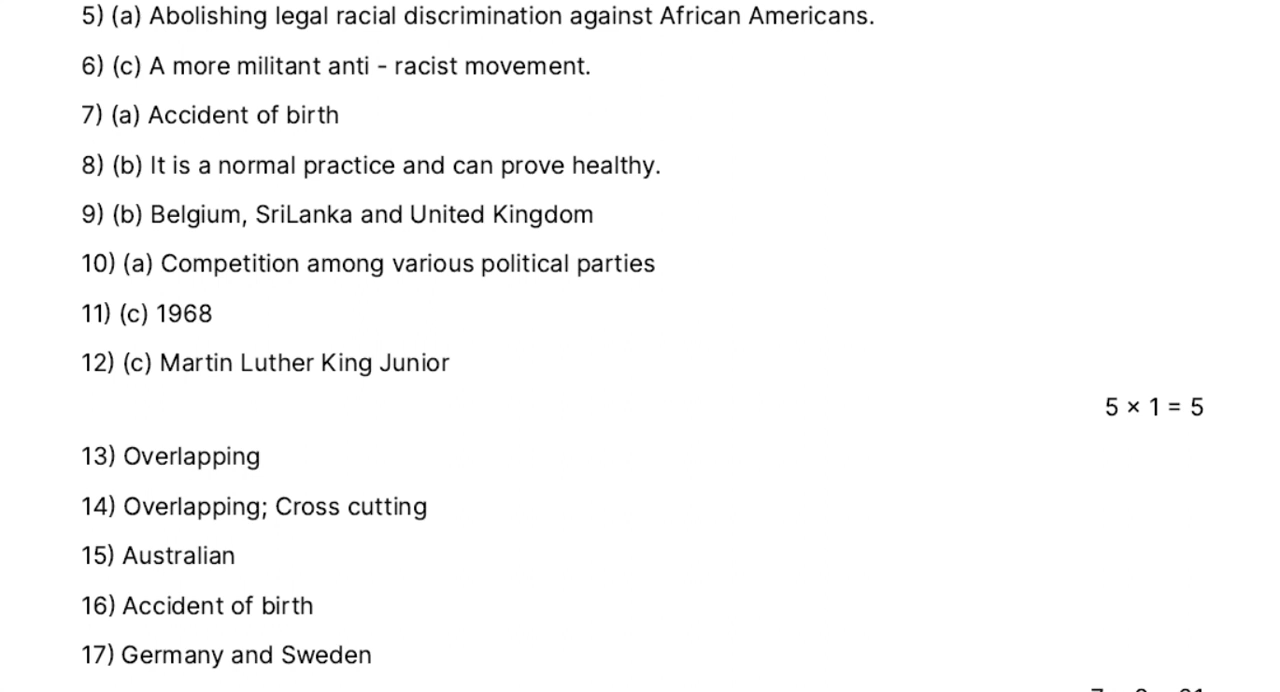 5) (a) Abolishing legal racial discrimination against African Americans.
6) (c) A more militant anti - racist movement.
7) (a) Accident of birth
8) (b) It is a normal practice and can prove healthy.
9) (b) Belgium, SriLanka and United Kingdom
10) (a) Competition among various political parties
11) (c) 1968
12) (c) Martin Luther King Junior
5 × 1 = 5
13) Overlapping
14) Overlapping; Cross cutting
15) Australian
16) Accident of birth
17) Germany and Sweden